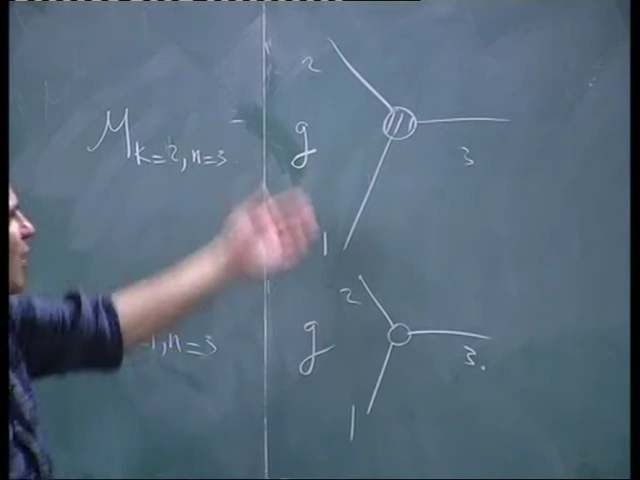 M_{k=2, n=3}
g
2
1
3
1, n=3
g
2
1
3.